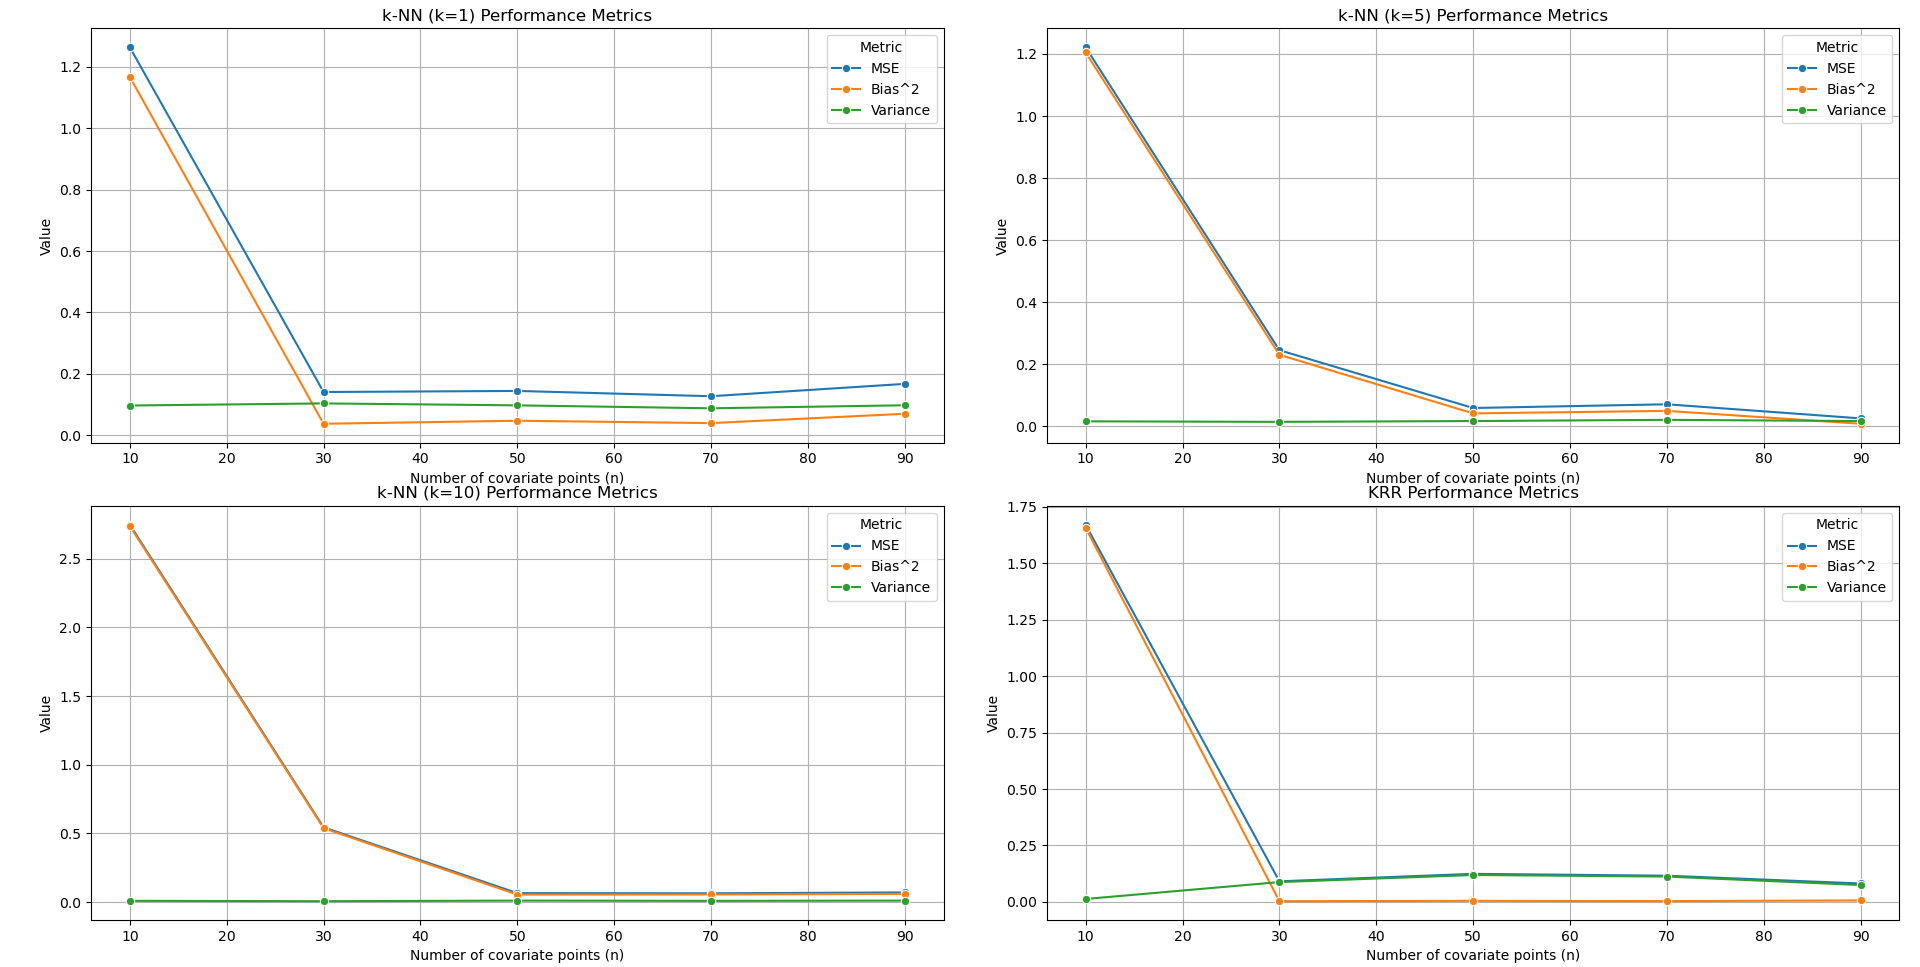 k-NN (k=1) Performance Metrics
Value
1.2
1.0
0.8
0.6
0.4
0.2
0.0
Metric
MSE
Bias^2
Variance
10 20 30 40 50 60 70 80 90
Number of covariate points (n)
k-NN (k=5) Performance Metrics
Value
1.2
1.0
0.8
0.6
0.4
0.2
0.0
Metric
MSE
Bias^2
Variance
10 20 30 40 50 60 70 80 90
Number of covariate points (n)
k-NN (k=10) Performance Metrics
Value
2.5
2.0
1.5
1.0
0.5
0.0
Metric
MSE
Bias^2
Variance
10 20 30 40 50 60 70 80 90
Number of covariate points (n)
KRR Performance Metrics
Value
1.75
1.50
1.25
1.00
0.75
0.50
0.25
0.00
Metric
MSE
Bias^2
Variance
10 20 30 40 50 60 70 80 90
Number of covariate points (n)